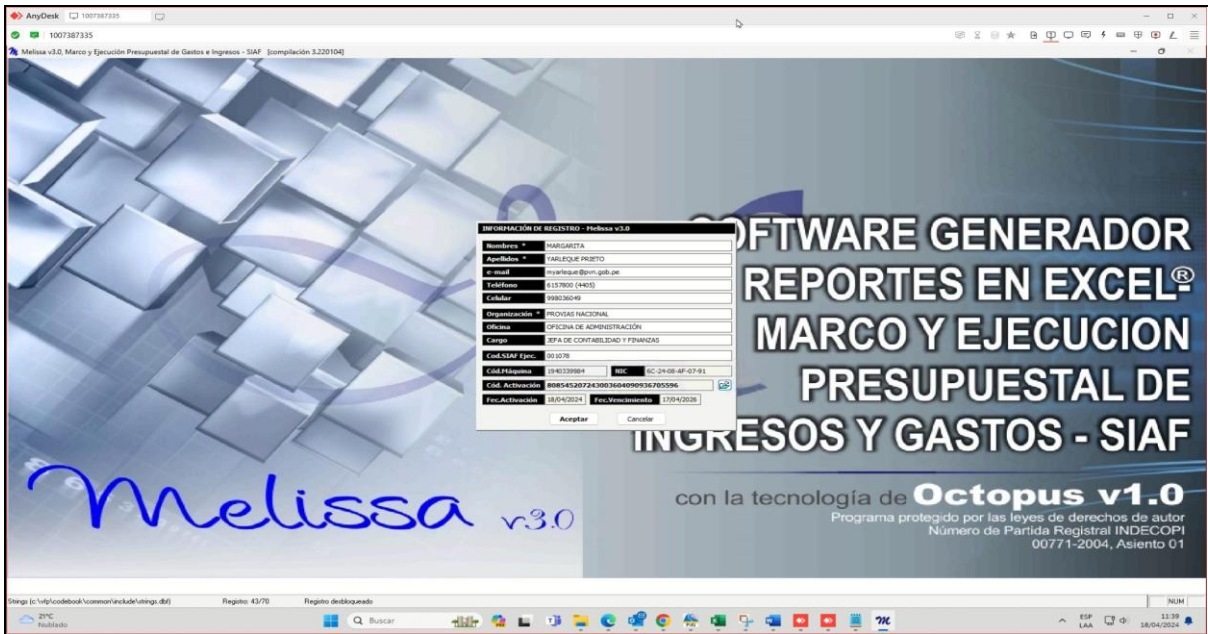 AnyDesk 1007387335
1007387335
Melissa v3.0, Marco y Ejecución Presupuestal de Gastos e Ingresos - SIAF [compilación 3.220104]
SOFTWARE GENERADOR
REPORTES EN EXCEL®
MARCO Y EJECUCION
PRESUPUESTAL DE
INGRESOS Y GASTOS - SIAF
INFORMACIÓN DE REGISTRO - Melissa v3.0
Nombres * MARGARITA
Apellidos * YARLEQUE PRIETO
e-mail myarleque@pvn.gob.pe
Teléfono 6157800 (4405)
Celular 998036049
Organización * PROVIAS NACIONAL
Oficina OFICINA DE ADMINISTRACIÓN
Cargo JEFA DE CONTABILIDAD Y FINANZAS
Cod.SIAF Ejec. 001078
Cód.Máquina 1940339984 NIC 6C-24-08-AF-07-91
Cód. Activación 80854520724300360409093670 5596
Fec.Activación 18/04/2024 Fec.Vencimiento 17/04/2026
Aceptar Cancelar
Melissa v3.0
con la tecnología de Octopus v1.0
Programa protegido por las leyes de derechos de autor
Número de Partida Registral INDECOPI
00771-2004, Asiento 01
Strings (c:\vfp\codebook\common\include\strings.dbf) Registro: 43/70 Registro desbloqueado NUM
21°C
Nublado
Buscar
ESP
LAA
11:39
18/04/2024